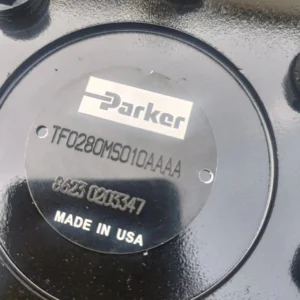 Parker
TF0280MS010AAAA
8623 0203347
MADE IN USA